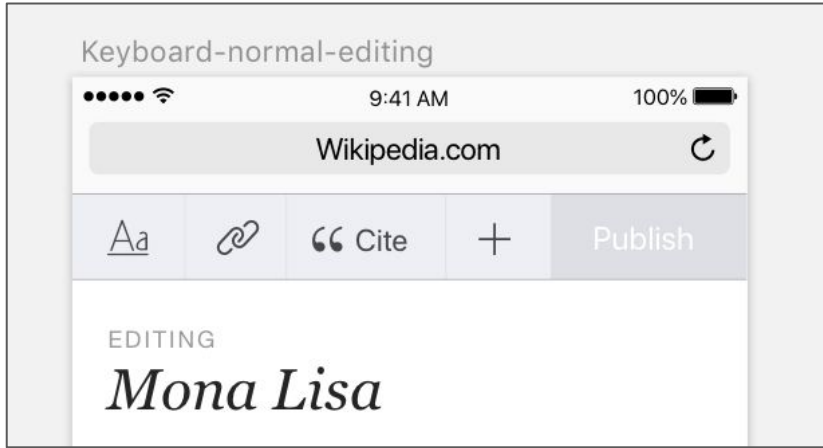 Keyboard-normal-editing
9:41 AM 100%
Wikipedia.com
Aa “ Cite + Publish
EDITING
Mona Lisa